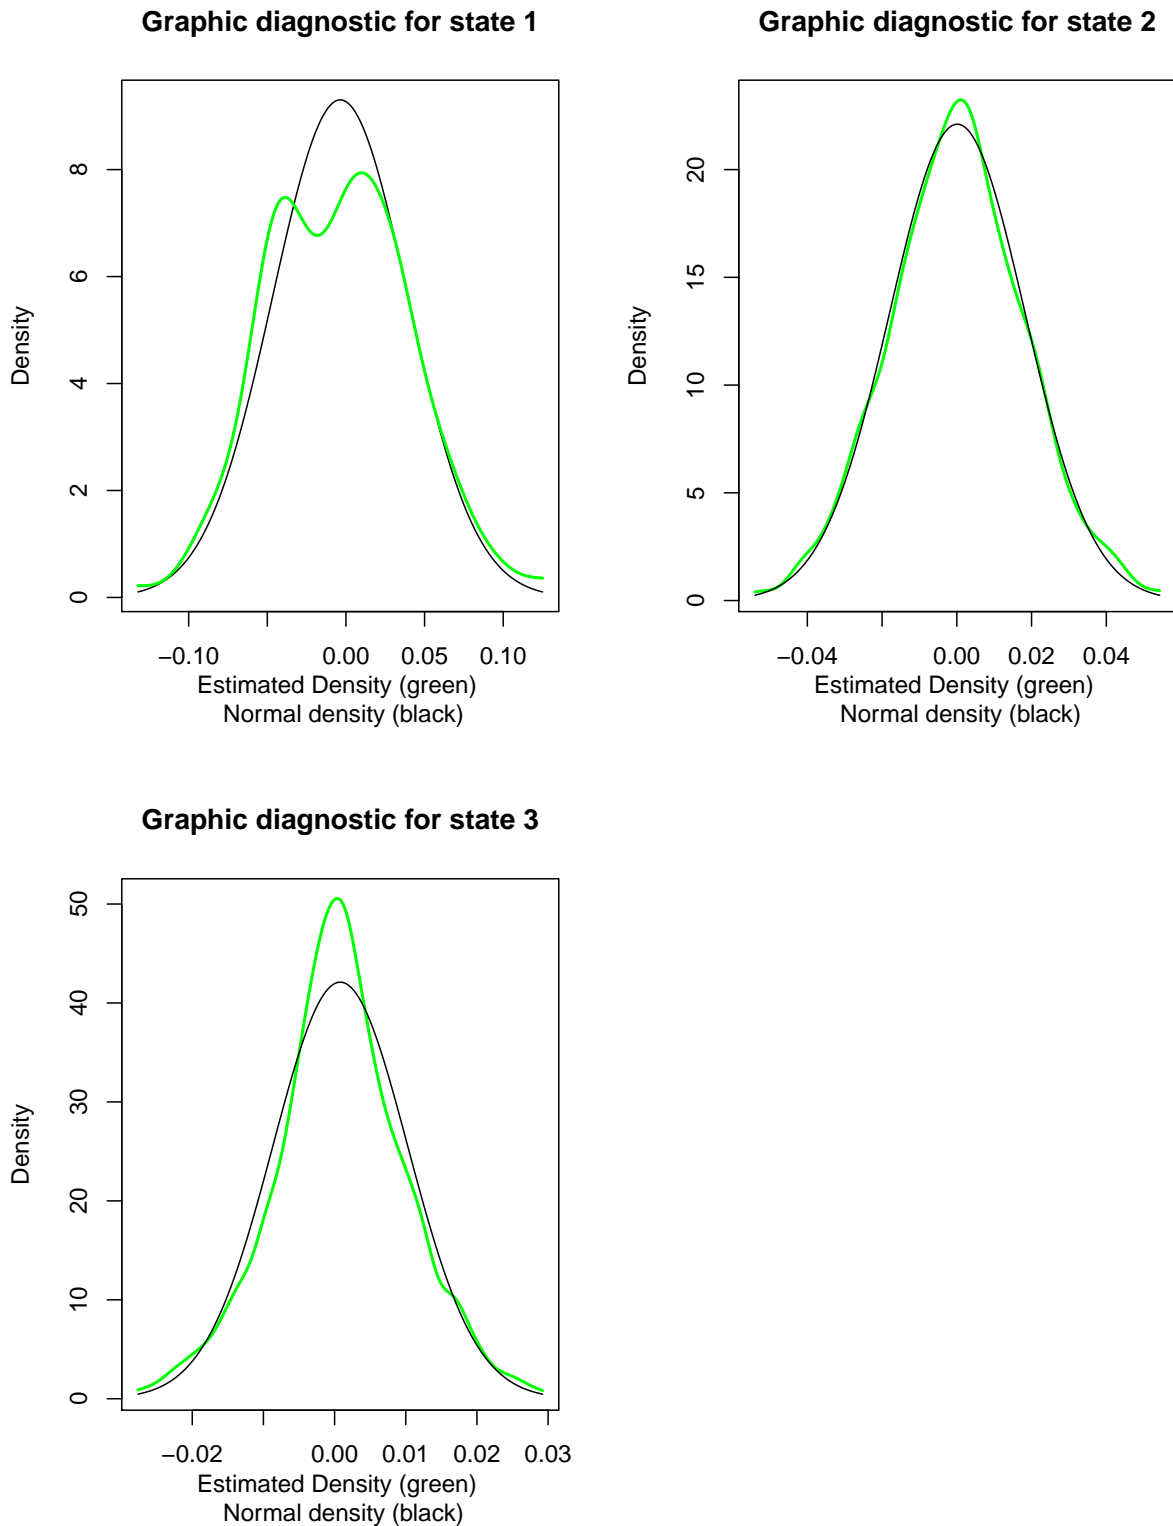 Graphic diagnostic for state 1
Density
0
2
4
6
8
−0.10 0.00 0.05 0.10
Estimated Density (green)
Normal density (black)
Graphic diagnostic for state 2
Density
0
5
10
15
20
−0.04 0.00 0.02 0.04
Estimated Density (green)
Normal density (black)
Graphic diagnostic for state 3
Density
0
10
20
30
40
50
−0.02 0.00 0.01 0.02 0.03
Estimated Density (green)
Normal density (black)